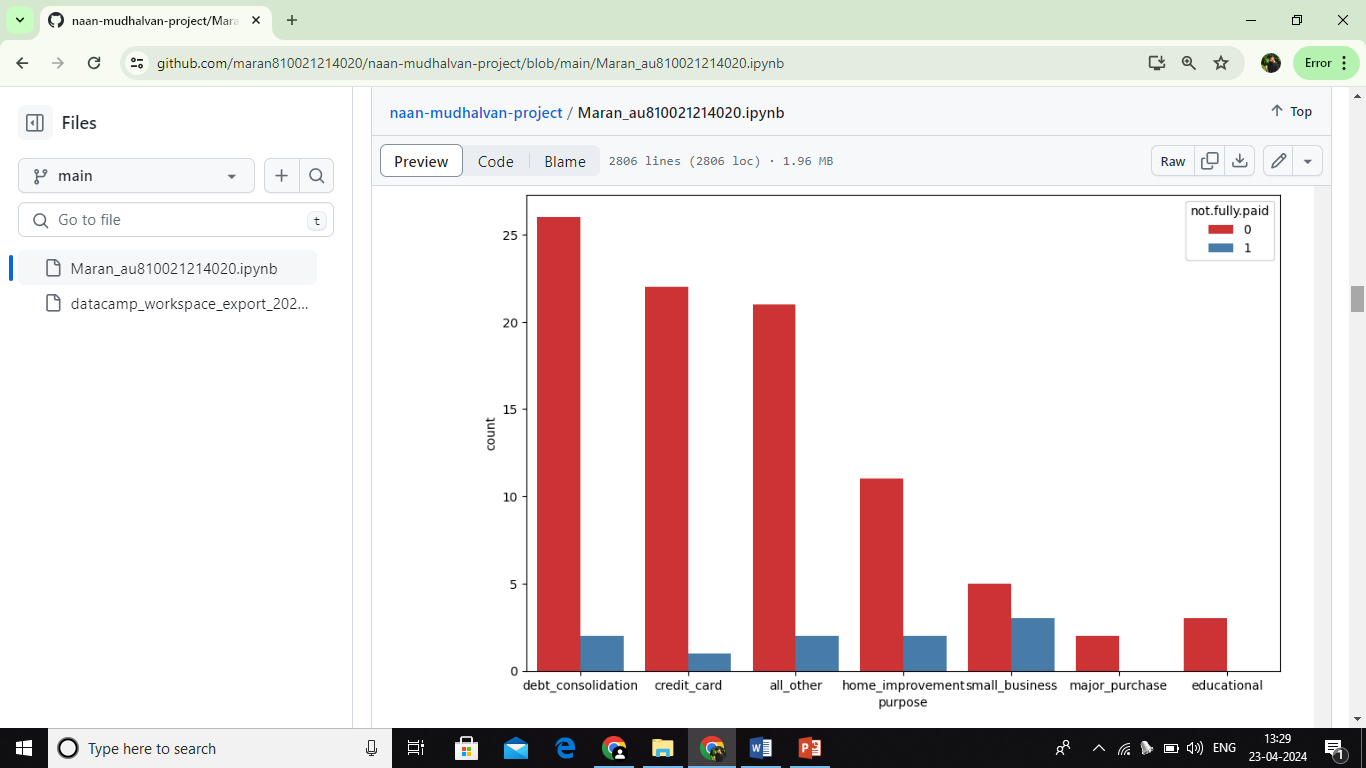 naan-mudhalvan-project/Mara
github.com/maran810021214020/naan-mudhalvan-project/blob/main/Maran_au810021214020.ipynb
Error
Files
naan-mudhalvan-project / Maran_au810021214020.ipynb
Top
main
Preview Code Blame 2806 lines (2806 loc) · 1.96 MB
Raw
Go to file
t
Maran_au810021214020.ipynb
datacamp_workspace_export_202...
not.fully.paid
0
1
25
20
15
10
5
0
count
debt_consolidation credit_card all_other home_improvement small_business major_purchase educational
purpose
Type here to search
ENG
13:29
23-04-2024
1